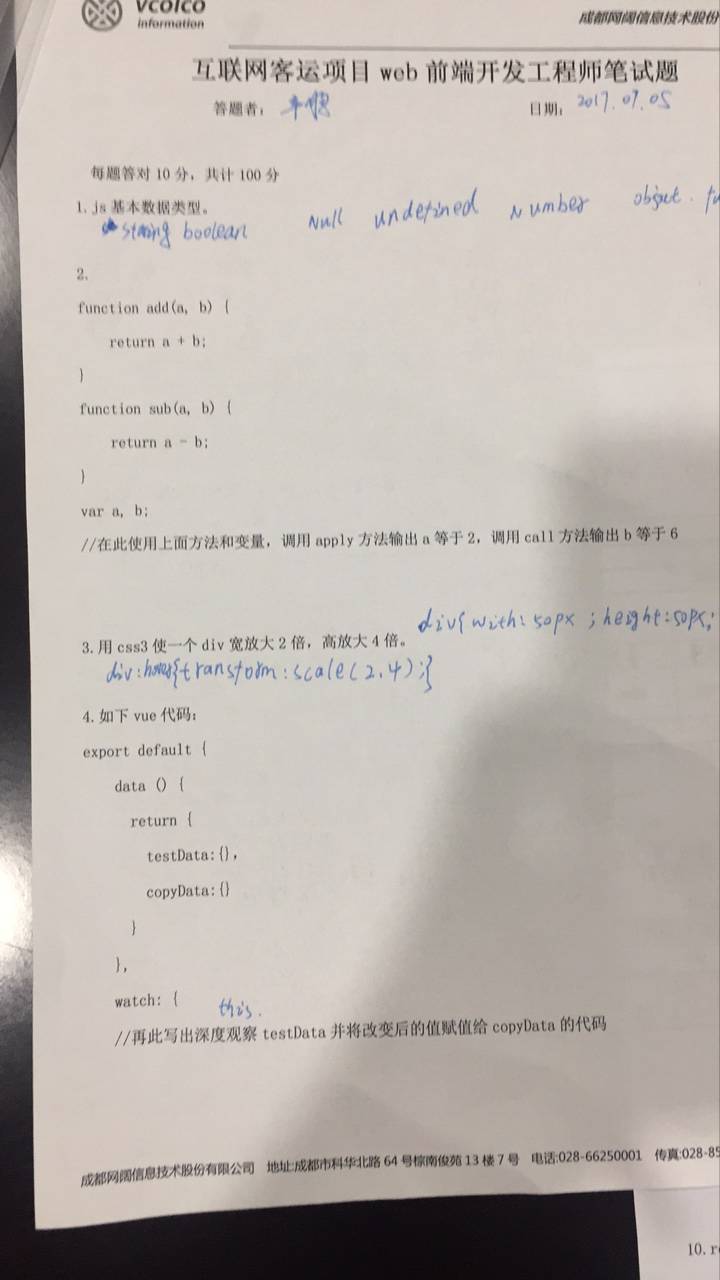 vcolco
information
成都网阔信息技术股份
互联网客运项目 web 前端开发工程师笔试题
答题者:
日期: 2017.07.05
每题答对 10 分，共计 100 分
1. js 基本数据类型。
string boolean Null undefined Number object.
2.
function add(a, b) {
return a + b;
}
function sub(a, b) {
return a - b;
}
var a, b;
//在此使用上面方法和变量，调用 apply 方法输出 a 等于 2，调用 call 方法输出 b 等于 6
3. 用 css3 使一个 div 宽放大 2 倍，高放大 4 倍。 div{with:50px ;height:50px;
div:hover{transform:scale(2.4);}
4. 如下 vue 代码:
export default {
data () {
return {
testData:{},
copyData:{}
}
},
watch: {
this.
//再此写出深度观察 testData 并将改变后的值赋值给 copyData 的代码
成都网阔信息技术股份有限公司 地址:成都市科华北路 64 号棕南俊苑 13 楼 7 号 电话:028-66250001 传真:028-85
10.